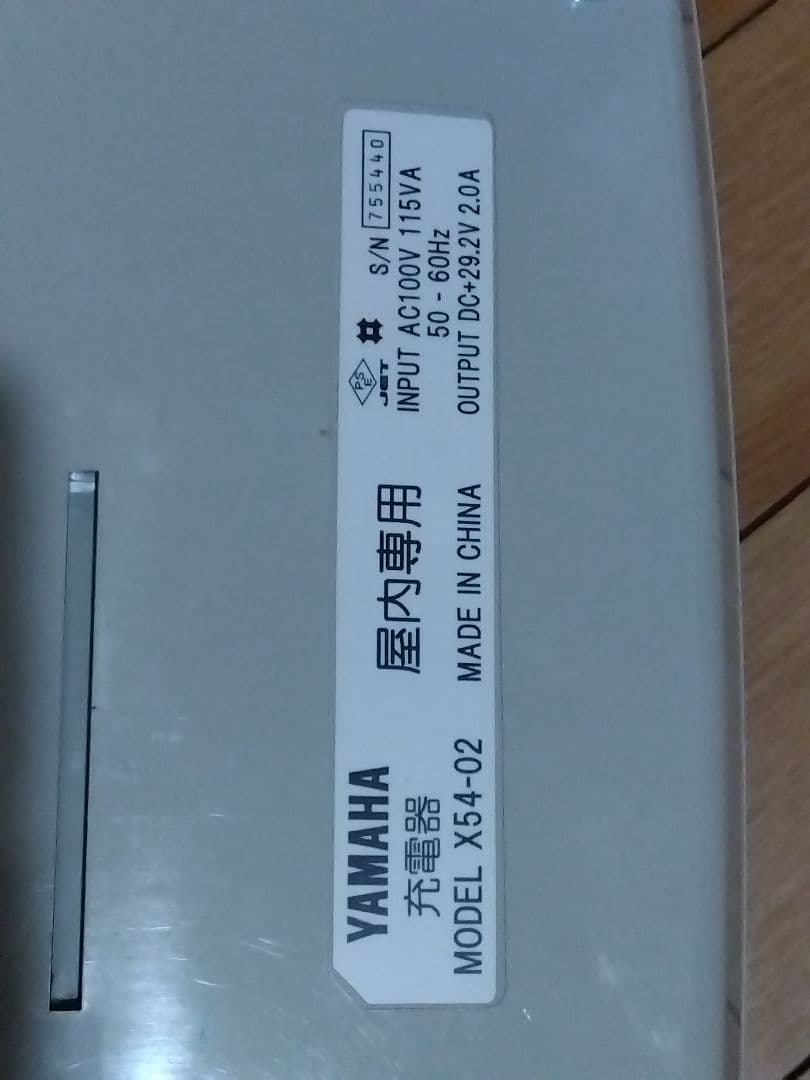 YAMAHA
充電器
MODEL X54-02
屋内専用
MADE IN CHINA
PSE
JET
S/N 755440
INPUT AC100V 115VA
50 - 60Hz
OUTPUT DC+29.2V 2.0A